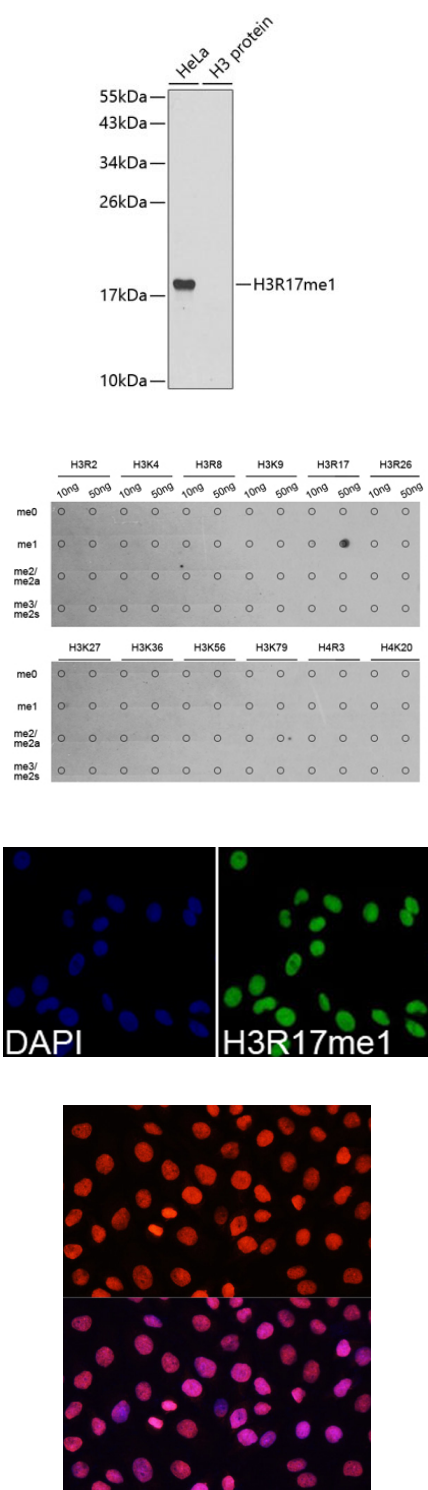 HeLa
H3 protein
55kDa
43kDa
34kDa
26kDa
17kDa
H3R17me1
10kDa
H3R2 H3K4 H3R8 H3K9 H3R17 H3R26
10ng 50ng 10ng 50ng 10ng 50ng 10ng 50ng 10ng 50ng 10ng 50ng
me0
me1
me2/
me2a
me3/
me2s
H3K27 H3K36 H3K56 H3K79 H4R3 H4K20
me0
me1
me2/
me2a
me3/
me2s
DAPI H3R17me1